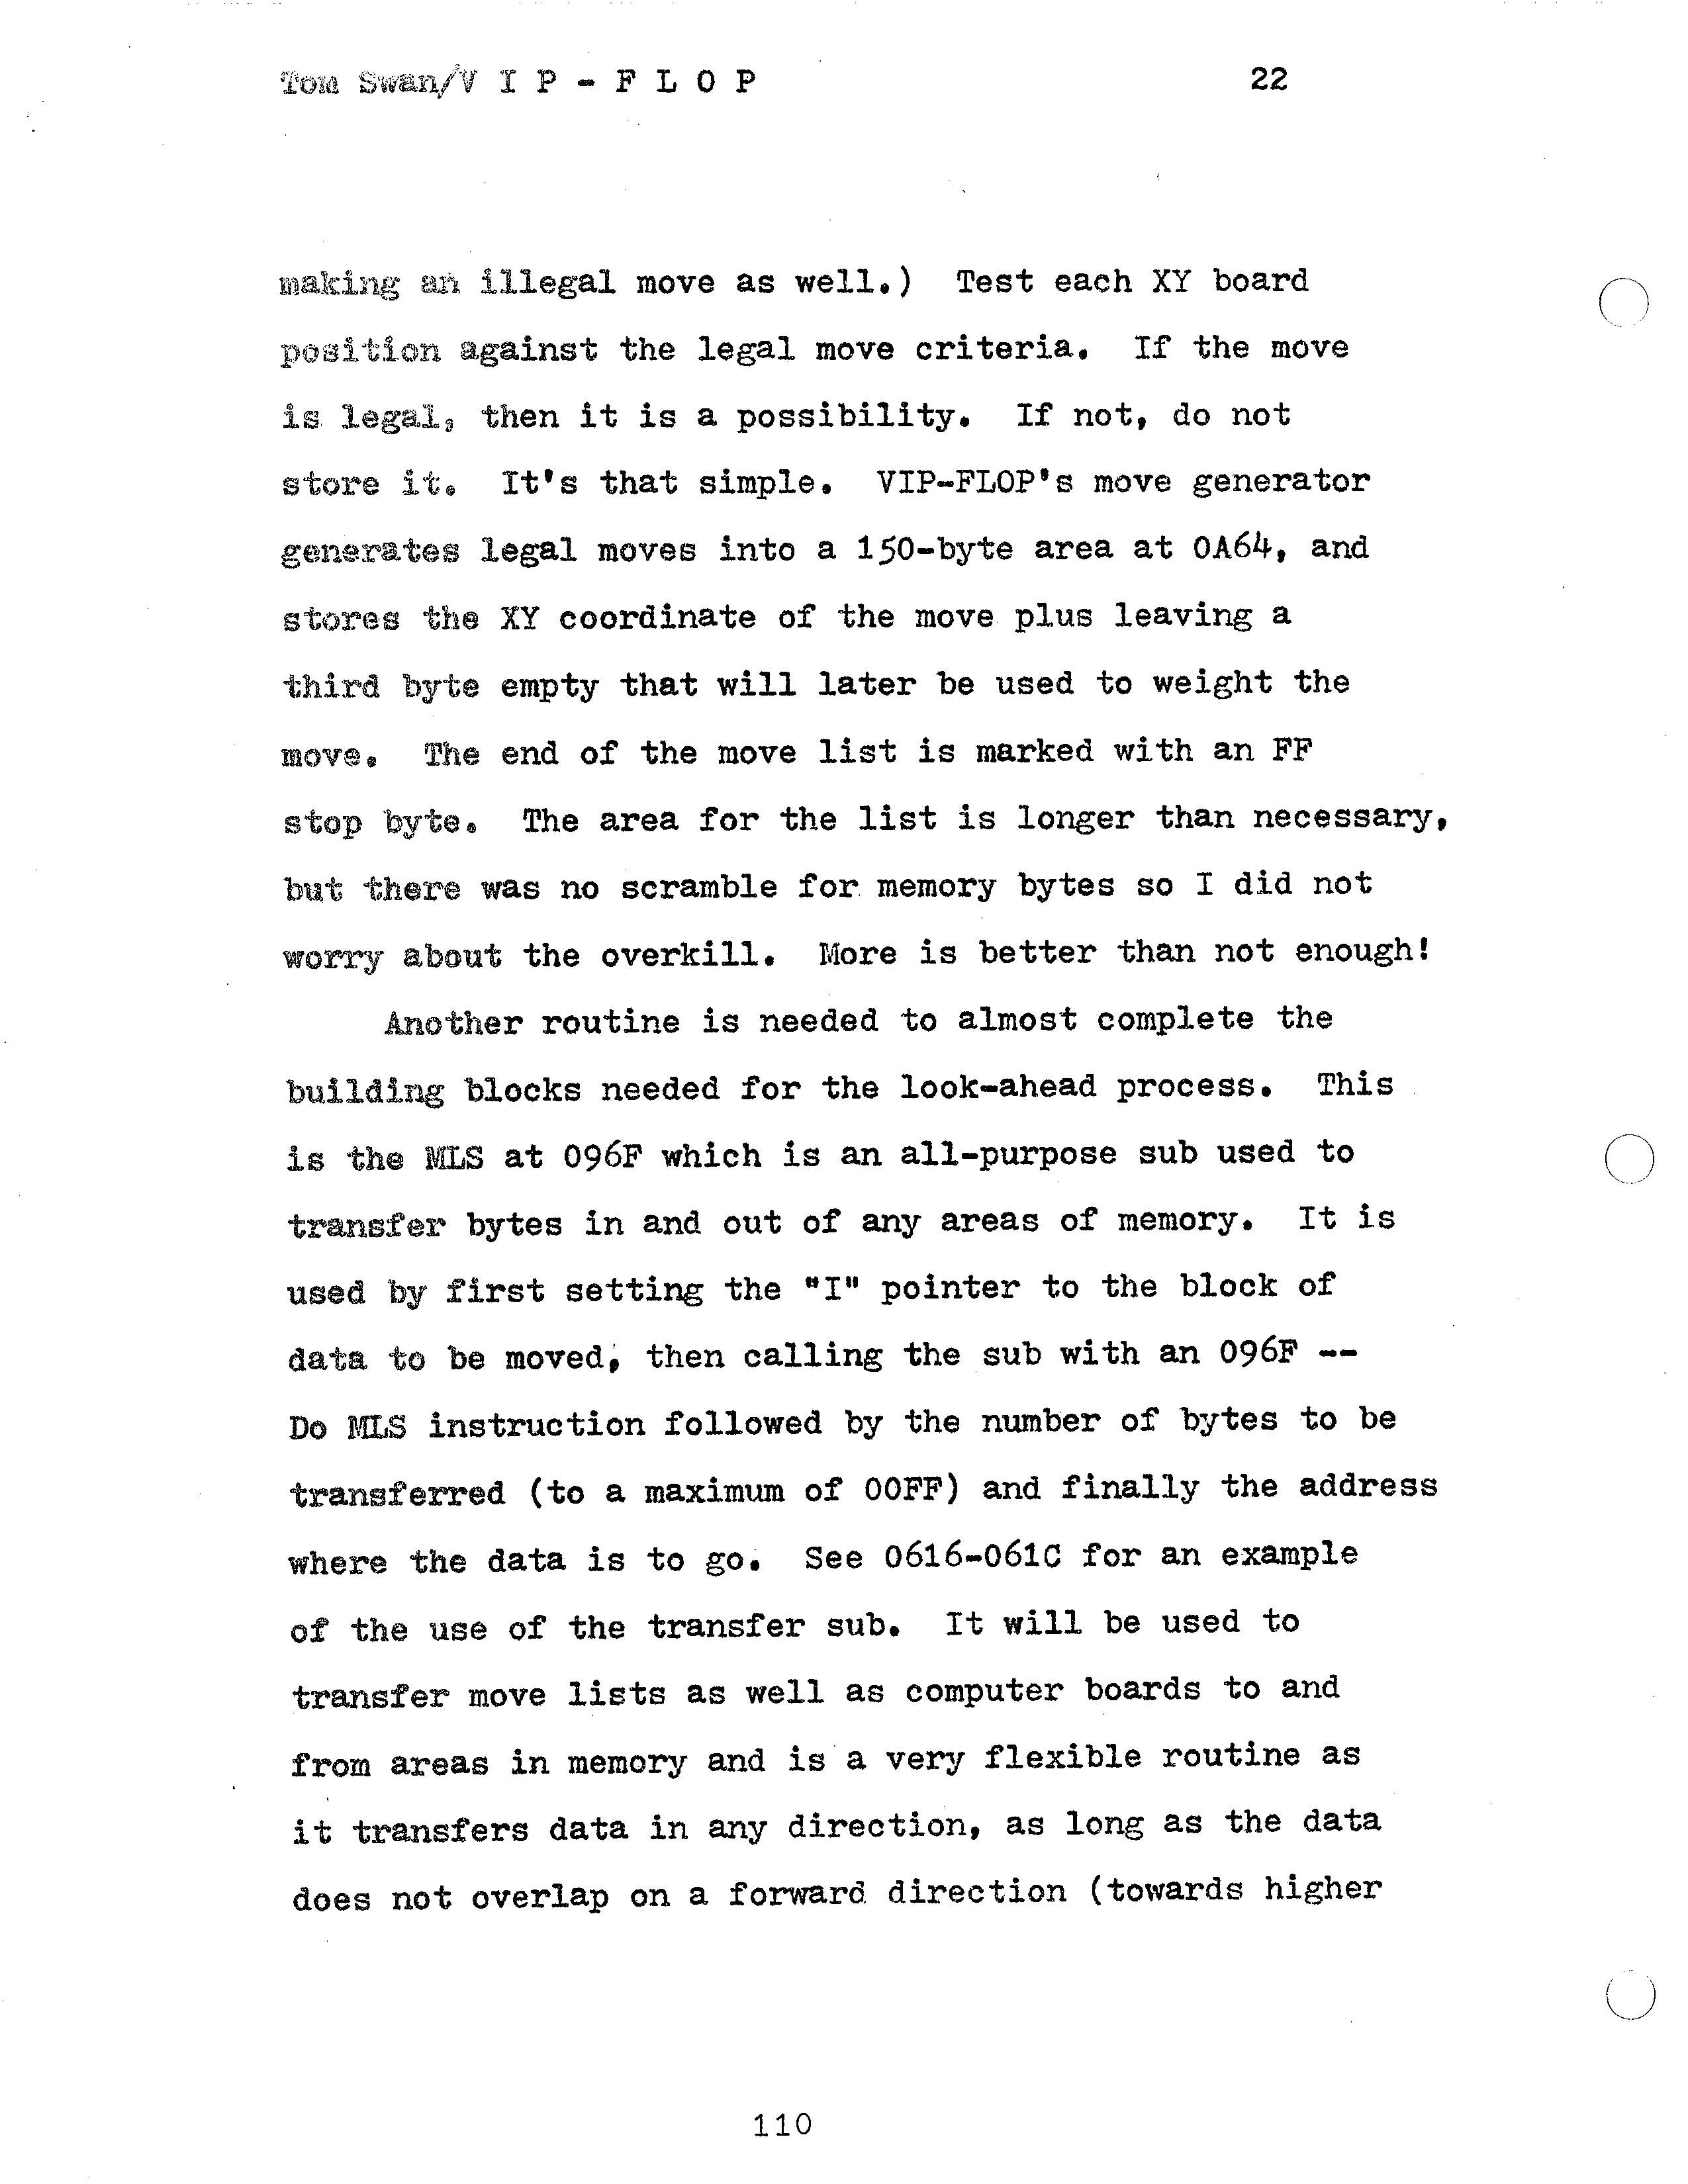 Tom Swan/V I P - F L O P 22
making an illegal move as well.) Test each XY board
position against the legal move criteria. If the move
is legal, then it is a possibility. If not, do not
store it. It's that simple. VIP-FLOP's move generator
generates legal moves into a 150-byte area at 0A64, and
stores the XY coordinate of the move plus leaving a
third byte empty that will later be used to weight the
move. The end of the move list is marked with an FF
stop byte. The area for the list is longer than necessary,
but there was no scramble for memory bytes so I did not
worry about the overkill. More is better than not enough!
Another routine is needed to almost complete the
building blocks needed for the look-ahead process. This
is the MLS at 096F which is an all-purpose sub used to
transfer bytes in and out of any areas of memory. It is
used by first setting the "I" pointer to the block of
data to be moved, then calling the sub with an 096F --
Do MLS instruction followed by the number of bytes to be
transferred (to a maximum of 00FF) and finally the address
where the data is to go. See 0616-061C for an example
of the use of the transfer sub. It will be used to
transfer move lists as well as computer boards to and
from areas in memory and is a very flexible routine as
it transfers data in any direction, as long as the data
does not overlap on a forward direction (towards higher
110